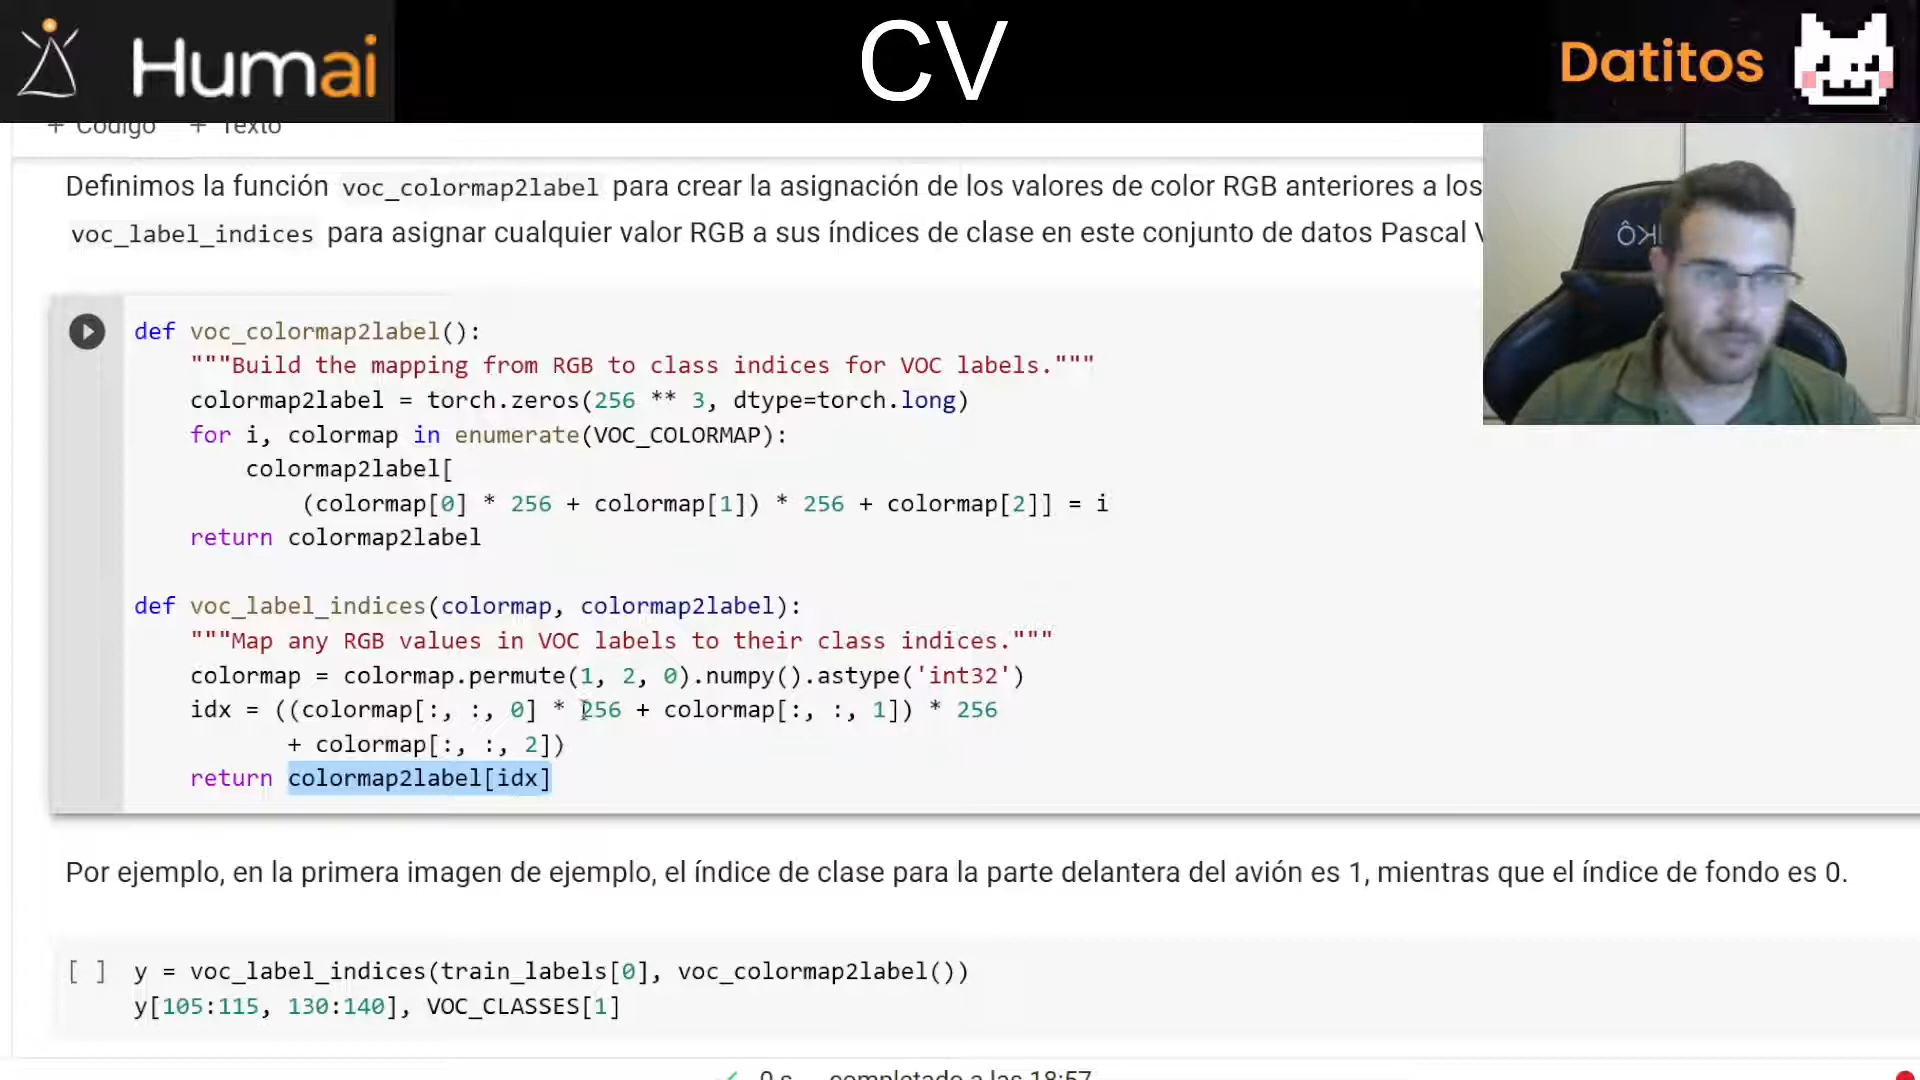 Humai
CV
Datitos
+ Código + Texto
Definimos la función voc_colormap2label para crear la asignación de los valores de color RGB anteriores a los
voc_label_indices para asignar cualquier valor RGB a sus índices de clase en este conjunto de datos Pascal V
def voc_colormap2label():
"""Build the mapping from RGB to class indices for VOC labels."""
colormap2label = torch.zeros(256 ** 3, dtype=torch.long)
for i, colormap in enumerate(VOC_COLORMAP):
colormap2label[
(colormap[0] * 256 + colormap[1]) * 256 + colormap[2]] = i
return colormap2label
def voc_label_indices(colormap, colormap2label):
"""Map any RGB values in VOC labels to their class indices."""
colormap = colormap.permute(1, 2, 0).numpy().astype('int32')
idx = ((colormap[:, :, 0] * 256 + colormap[:, :, 1]) * 256
+ colormap[:, :, 2])
return colormap2label[idx]
Por ejemplo, en la primera imagen de ejemplo, el índice de clase para la parte delantera del avión es 1, mientras que el índice de fondo es 0.
[ ] y = voc_label_indices(train_labels[0], voc_colormap2label())
y[105:115, 130:140], VOC_CLASSES[1]
0 s completado a las 18:57